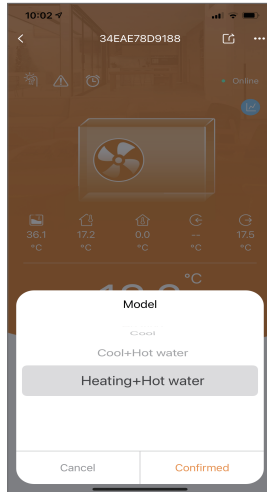 10:02
34EAE78D9188
Online
36.1 17.2 0.0 -- 17.5
°C °C °C °C °C
°C
Model
Cool
Cool+Hot water
Heating+Hot water
Cancel Confirmed